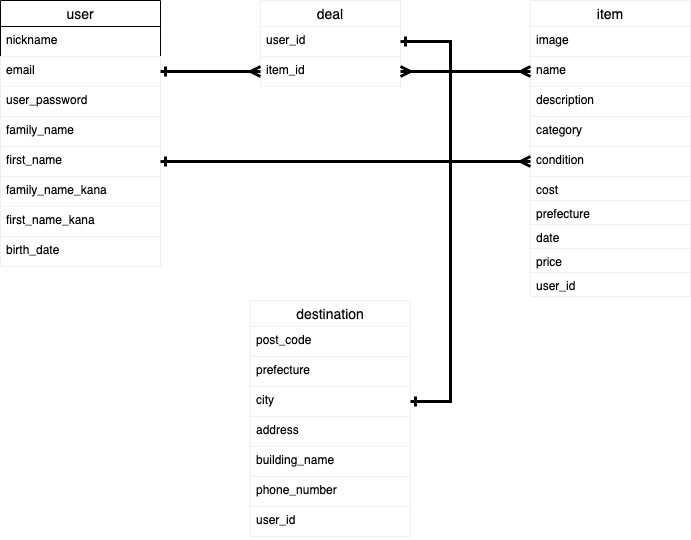 user
nickname
email
user_password
family_name
first_name
family_name_kana
first_name_kana
birth_date
deal
user_id
item_id
item
image
name
description
category
condition
cost
prefecture
date
price
user_id
destination
post_code
prefecture
city
address
building_name
phone_number
user_id